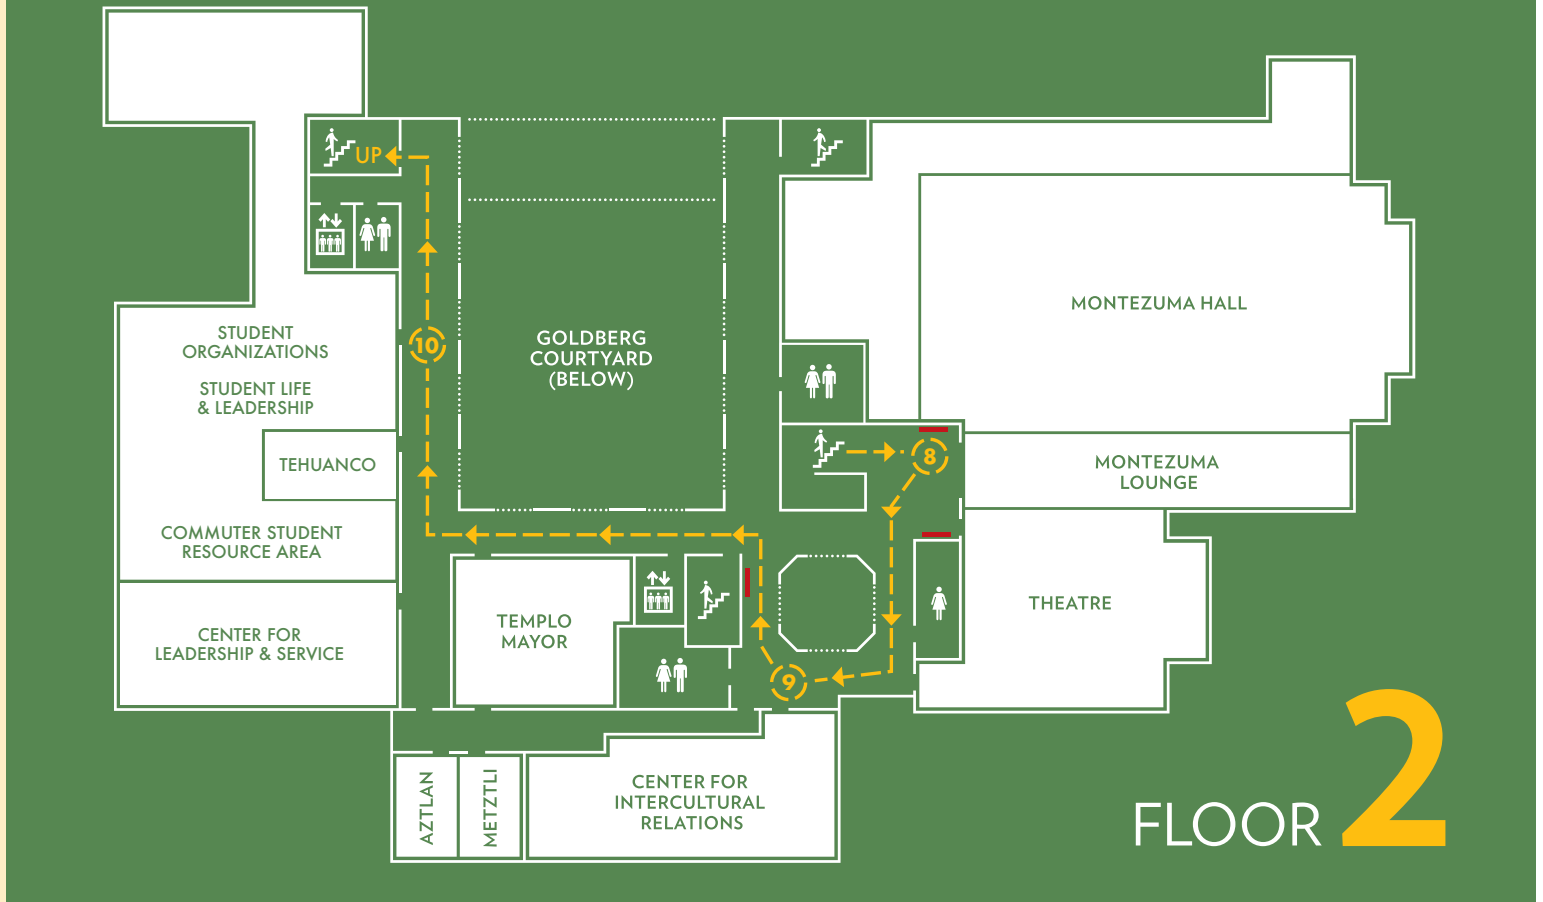 UP
STUDENT
ORGANIZATIONS
STUDENT LIFE
& LEADERSHIP
TEHUANCO
COMMUTER STUDENT
RESOURCE AREA
CENTER FOR
LEADERSHIP & SERVICE
10
GOLDBERG
COURTYARD
(BELOW)
MONTEZUMA HALL
8
MONTEZUMA
LOUNGE
THEATRE
TEMPLO
MAYOR
9
AZTLAN
METZTLI
CENTER FOR
INTERCULTURAL
RELATIONS
FLOOR 2